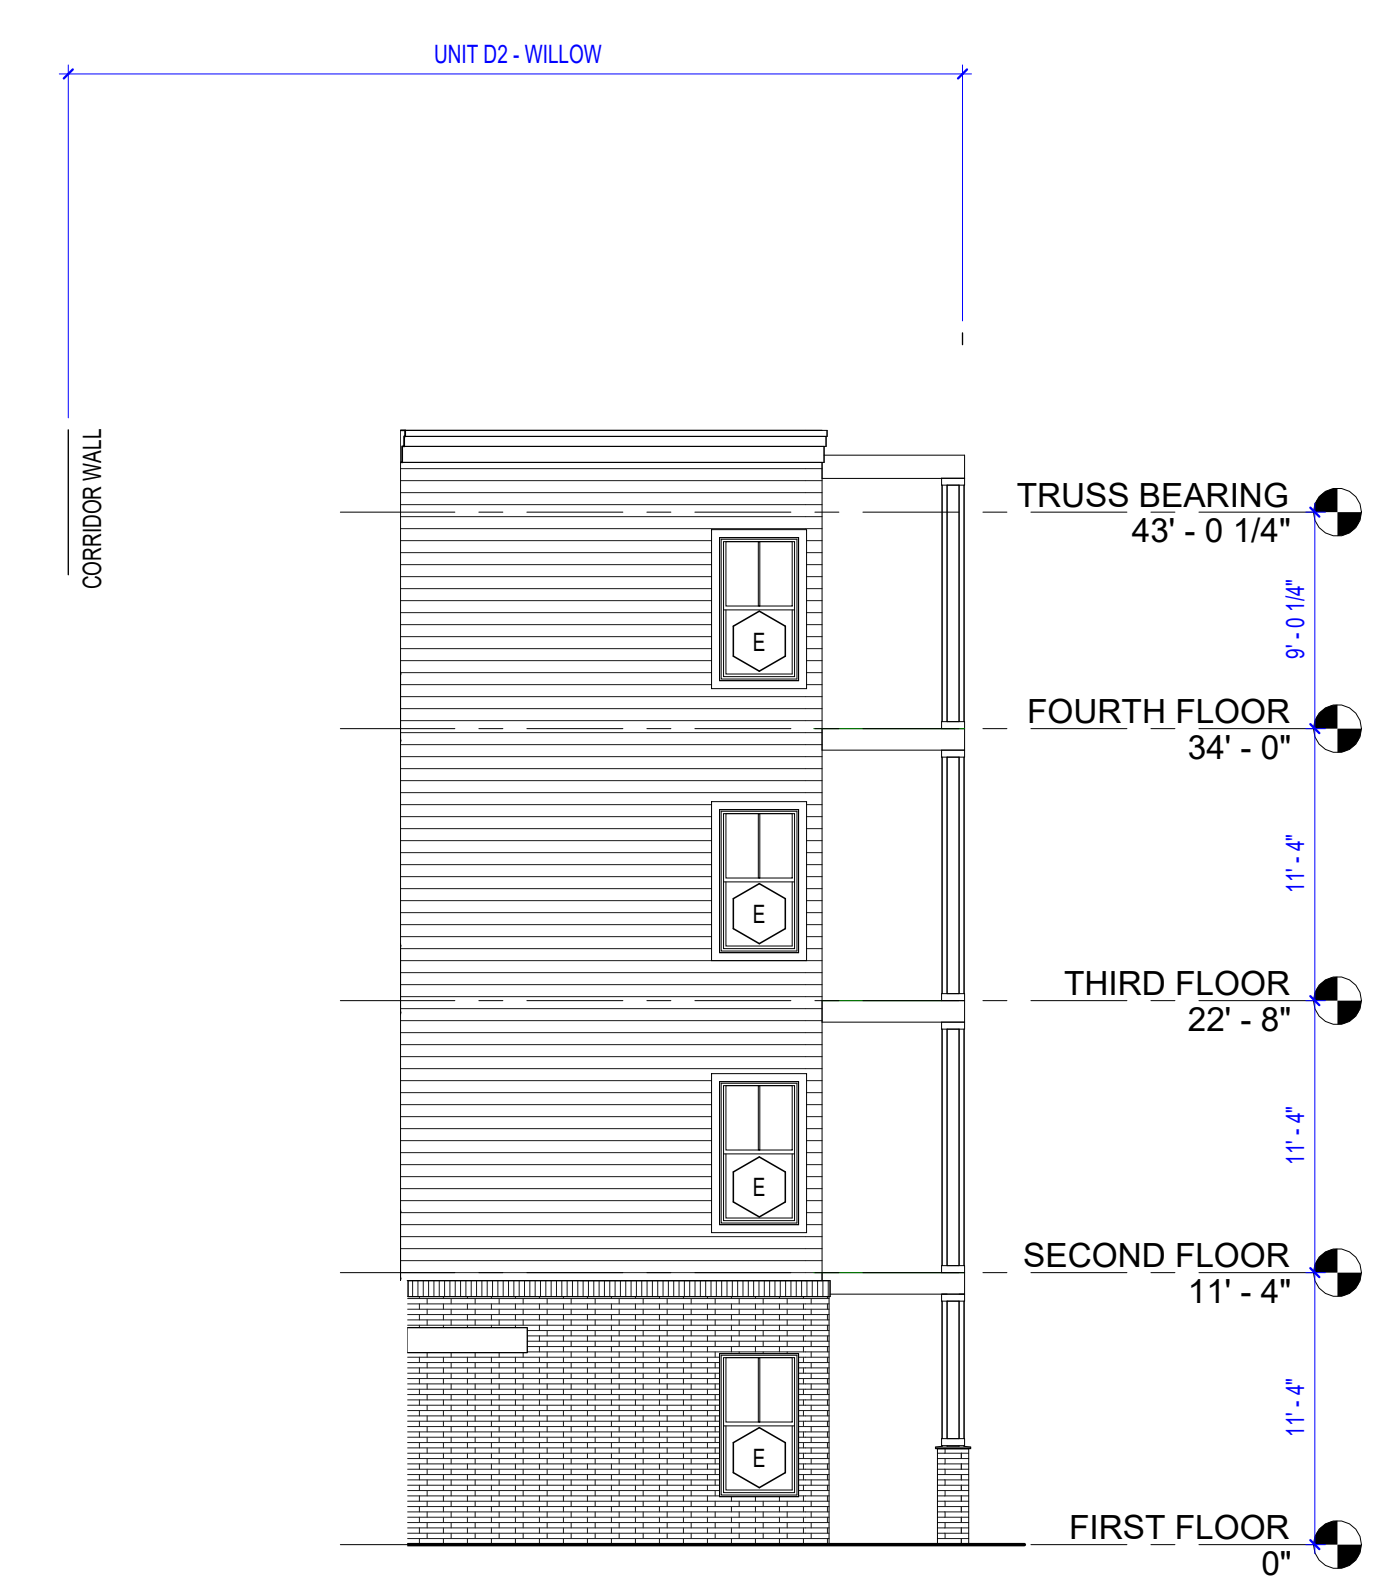 UNIT D2 - WILLOW
CORRIDOR WALL
TRUSS BEARING
43' - 0 1/4"
9' - 0 1/4"
E
FOURTH FLOOR
34' - 0"
11' - 4"
E
THIRD FLOOR
22' - 8"
11' - 4"
E
SECOND FLOOR
11' - 4"
11' - 4"
E
FIRST FLOOR
0"